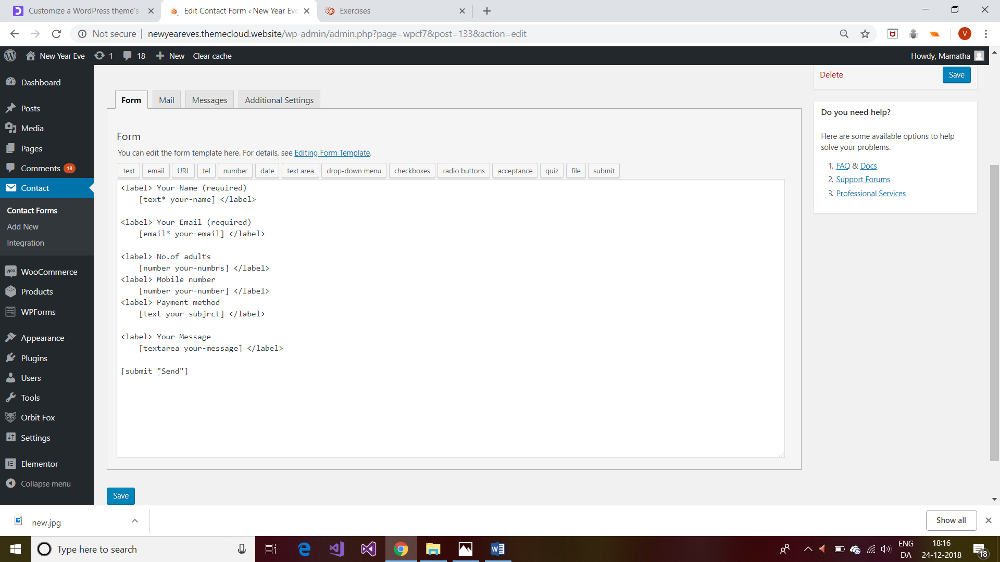 Customize a WordPress theme's
Edit Contact Form ‹ New Year Eve
Exercises
Not secure
newyeareves.themecloud.website/wp-admin/admin.php?page=wpcf7&post=133&action=edit
V
New Year Eve
1
18
New
Clear cache
Howdy, Mamatha
Dashboard
Posts
Media
Pages
Comments 18
Contact
Contact Forms
Add New
Integration
Woo WooCommerce
Products
WPForms
Appearance
Plugins
Users
Tools
Orbit Fox
Settings
Elementor
Collapse menu
Form
Mail
Messages
Additional Settings
Form
You can edit the form template here. For details, see Editing Form Template.
text
email
URL
tel
number
date
text area
drop-down menu
checkboxes
radio buttons
acceptance
quiz
file
submit
<label> Your Name (required)
[text* your-name] </label>
<label> Your Email (required)
[email* your-email] </label>
<label> No.of adults
[number your-numbrs] </label>
<label> Mobile number
[number your-number] </label>
<label> Payment method
[text your-subjrct] </label>
<label> Your Message
[textarea your-message] </label>
[submit "Send"]
Save
Delete
Save
Do you need help?
Here are some available options to help
solve your problems.
1. FAQ & Docs
2. Support Forums
3. Professional Services
new.jpg
Show all
Type here to search
ENG
DA
18:16
24-12-2018
18